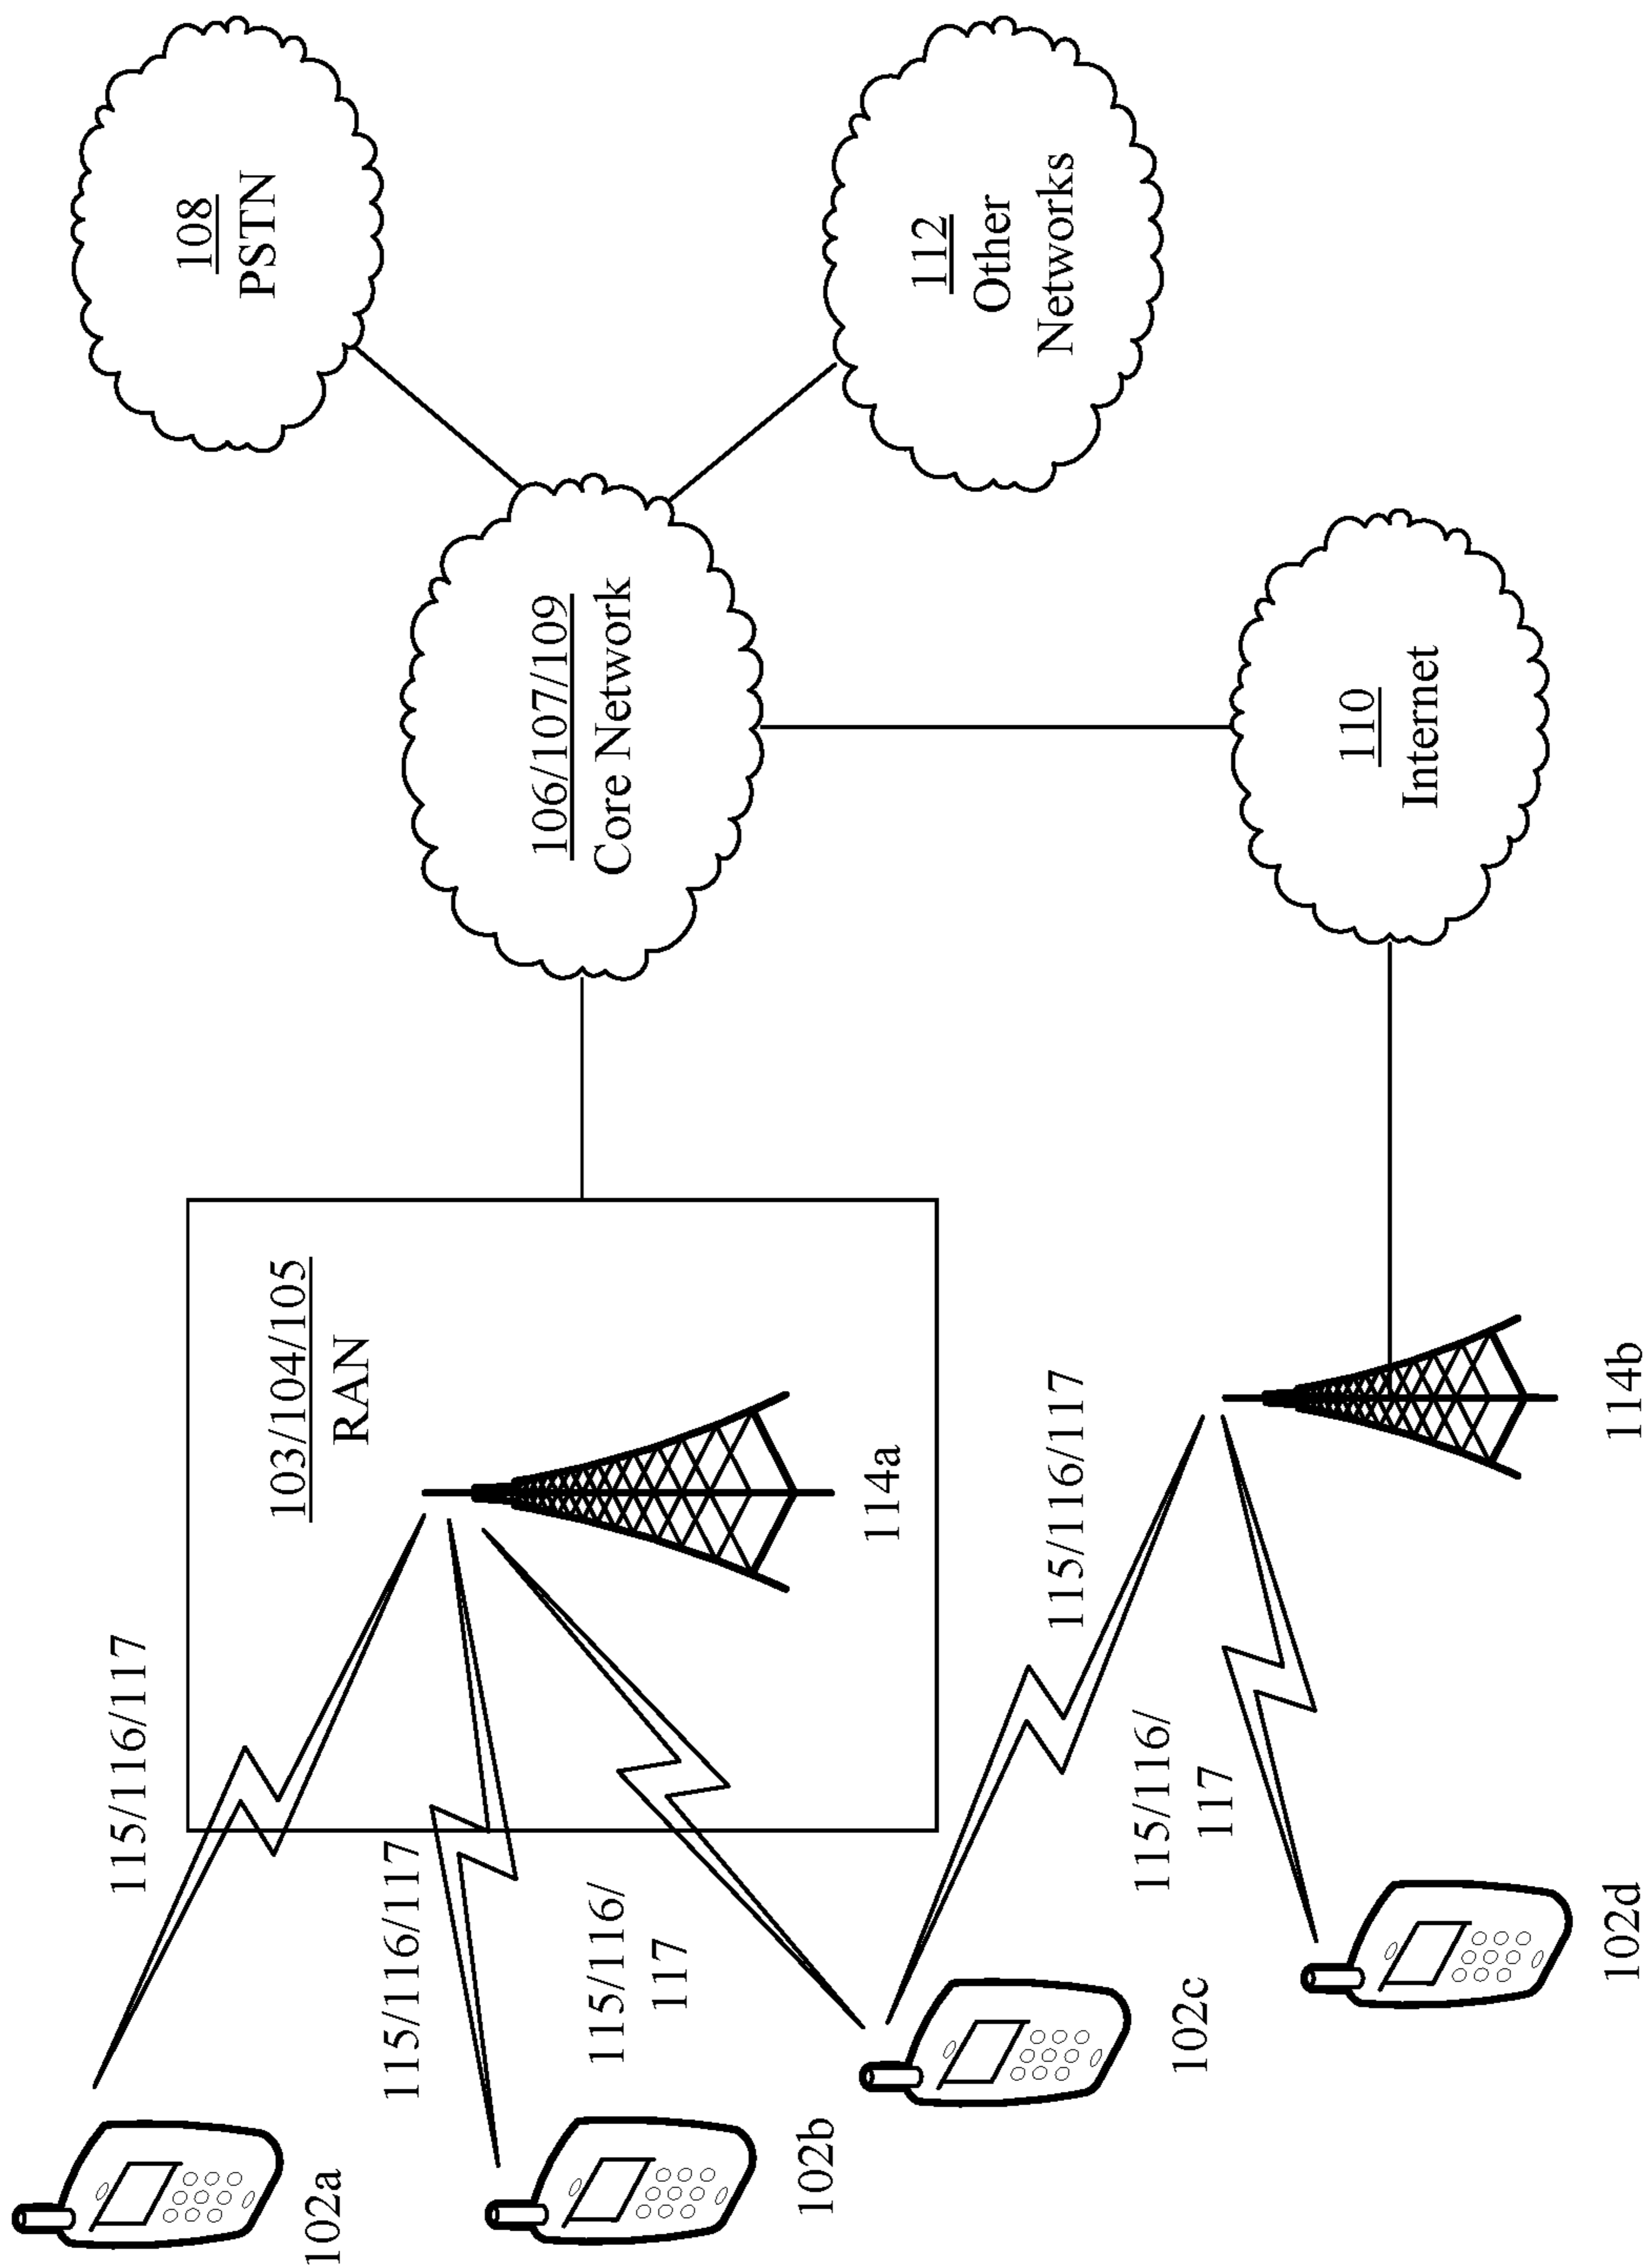 108
PSTN
115/116/117
103/104/105
RAN
106/107/109
Core Network
112
Other
Networks
102a
115/116/117
114a
115/116/
117
102b
115/116/117
110
Internet
102c
115/116/
117
114b
102d